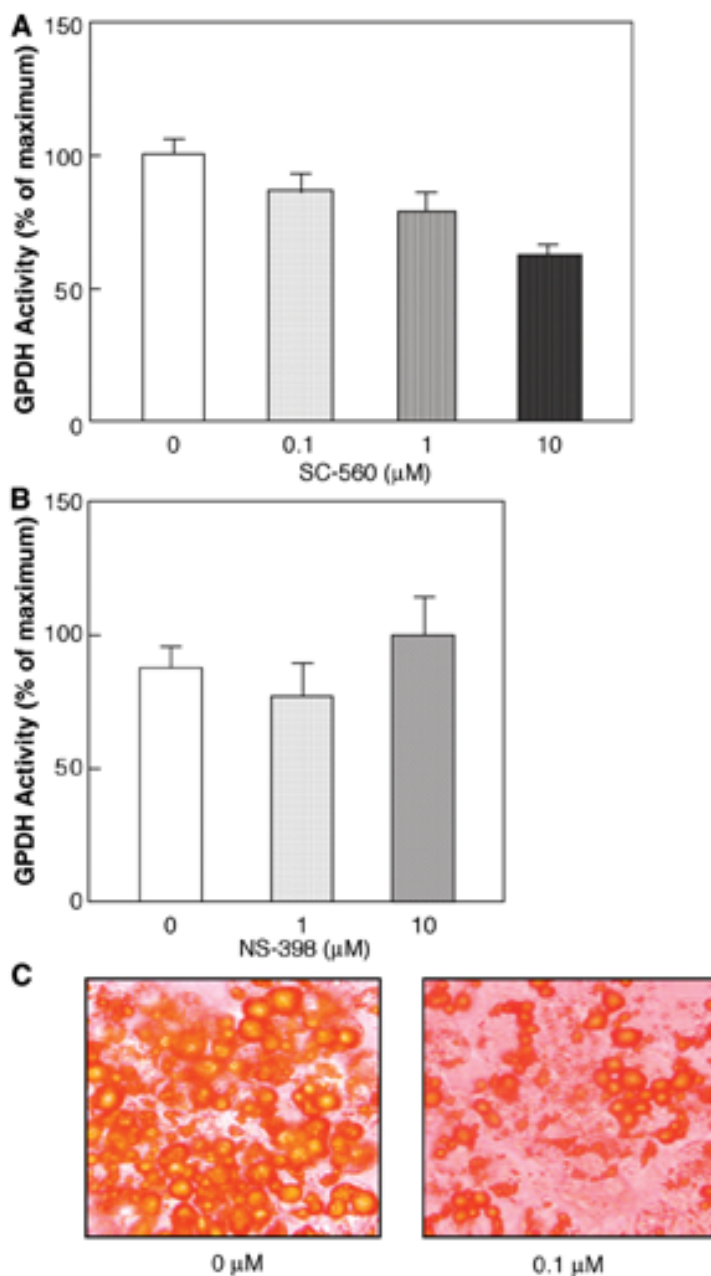 A
GPDH Activity (% of maximum)
150
100
50
0
0 0.1 1 10
SC-560 (μM)
B
GPDH Activity (% of maximum)
150
100
50
0
0 1 10
NS-398 (μM)
C
0 μM 0.1 μM